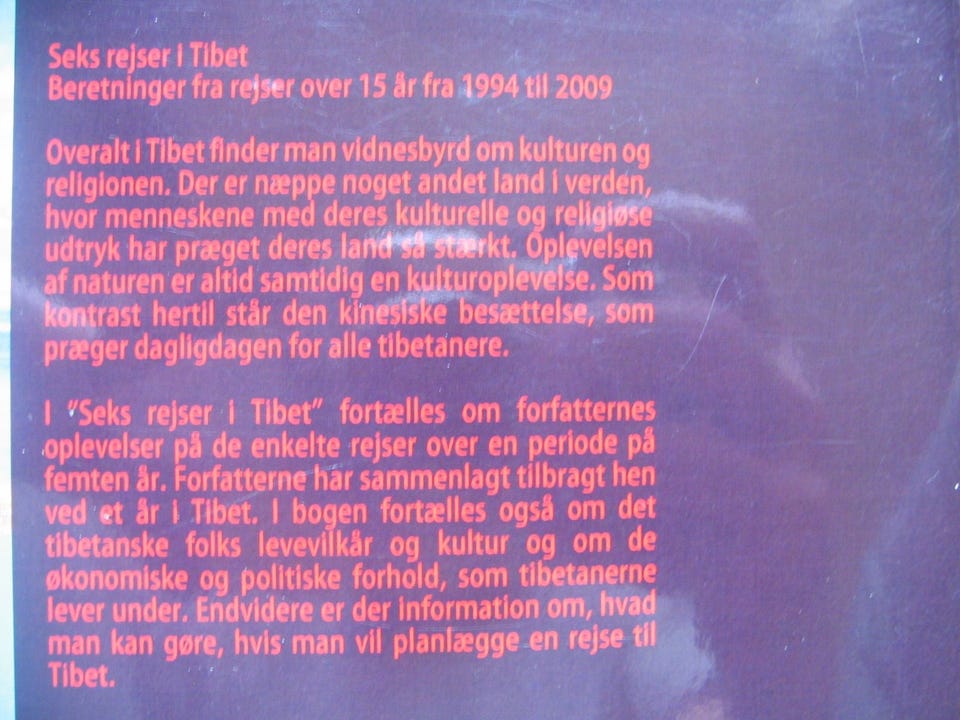 Seks rejser i Tibet
Beretninger fra rejser over 15 år fra 1994 til 2009
Overalt i Tibet finder man vidnesbyrd om kulturen og
religionen. Der er næppe noget andet land i verden,
hvor menneskene med deres kulturelle og religiøse
udtryk har præget deres land så stærkt. Oplevelsen
af naturen er altid samtidig en kulturoplevelse. Som
kontrast hertil står den kinesiske besættelse, som
præger dagligdagen for alle tibetanere.
I "Seks rejser i Tibet" fortælles om forfatternes
oplevelser på de enkelte rejser over en periode på
femten år. Forfatterne har sammenlagt tilbragt hen
ved et år i Tibet. I bogen fortælles også om det
tibetanske folks levevilkår og kultur og om de
økonomiske og politiske forhold, som tibetanerne
lever under. Endvidere er der information om, hvad
man kan gøre, hvis man vil planlægge en rejse til
Tibet.